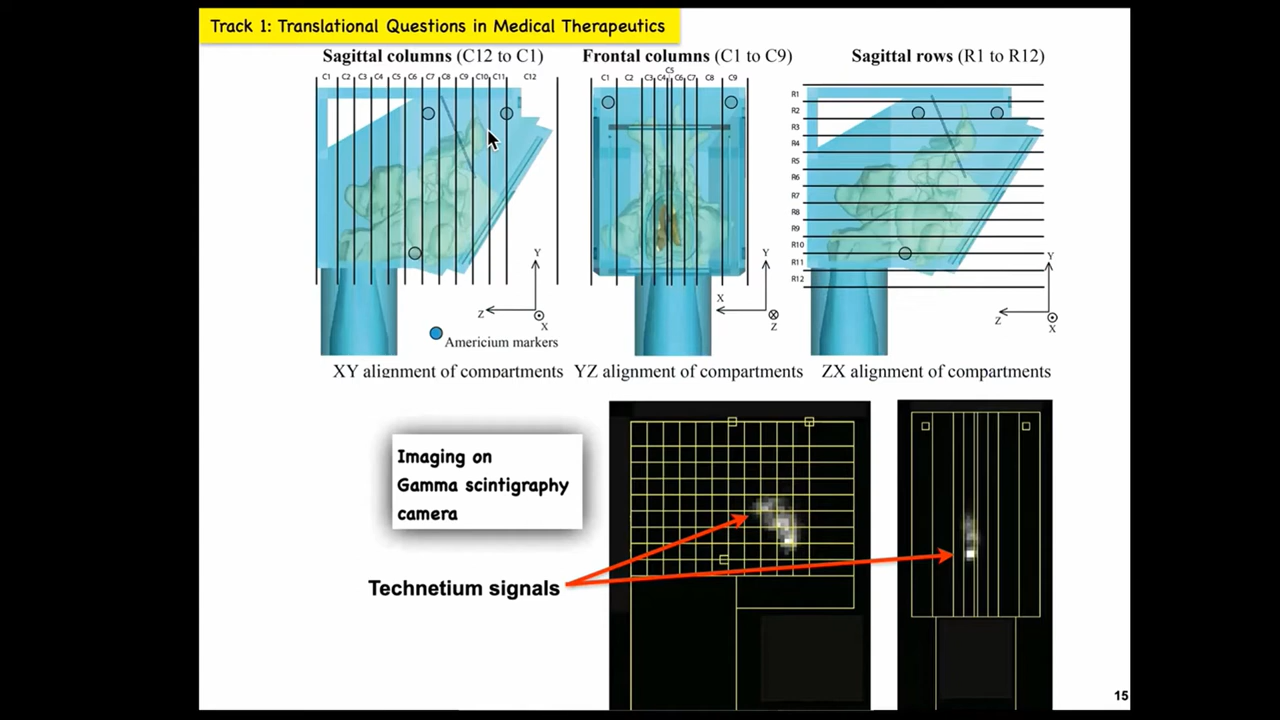 Track 1: Translational Questions in Medical Therapeutics
Sagittal columns (C12 to C1)
C1 C2 C3 C4 C5 C6 C7 C8 C9 C10 C11 C12
Y
Z
X
Americium markers
XY alignment of compartments
Frontal columns (C1 to C9)
C1 C2 C3 C4 C5 C6 C7 C8 C9
Y
X
Z
YZ alignment of compartments
Sagittal rows (R1 to R12)
R1
R2
R3
R4
R5
R6
R7
R8
R9
R10
R11
R12
Y
Z
X
ZX alignment of compartments
Imaging on
Gamma scintigraphy
camera
Technetium signals
15